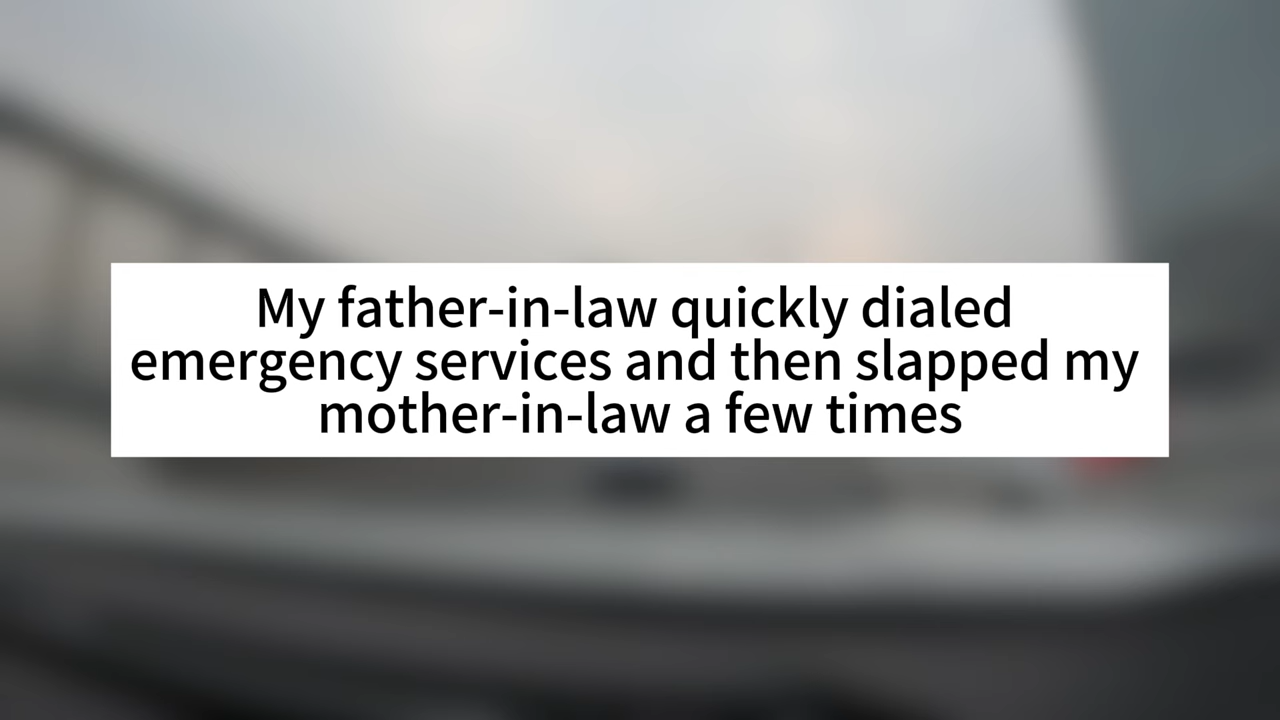 My father-in-law quickly dialed
emergency services and then slapped my
mother-in-law a few times